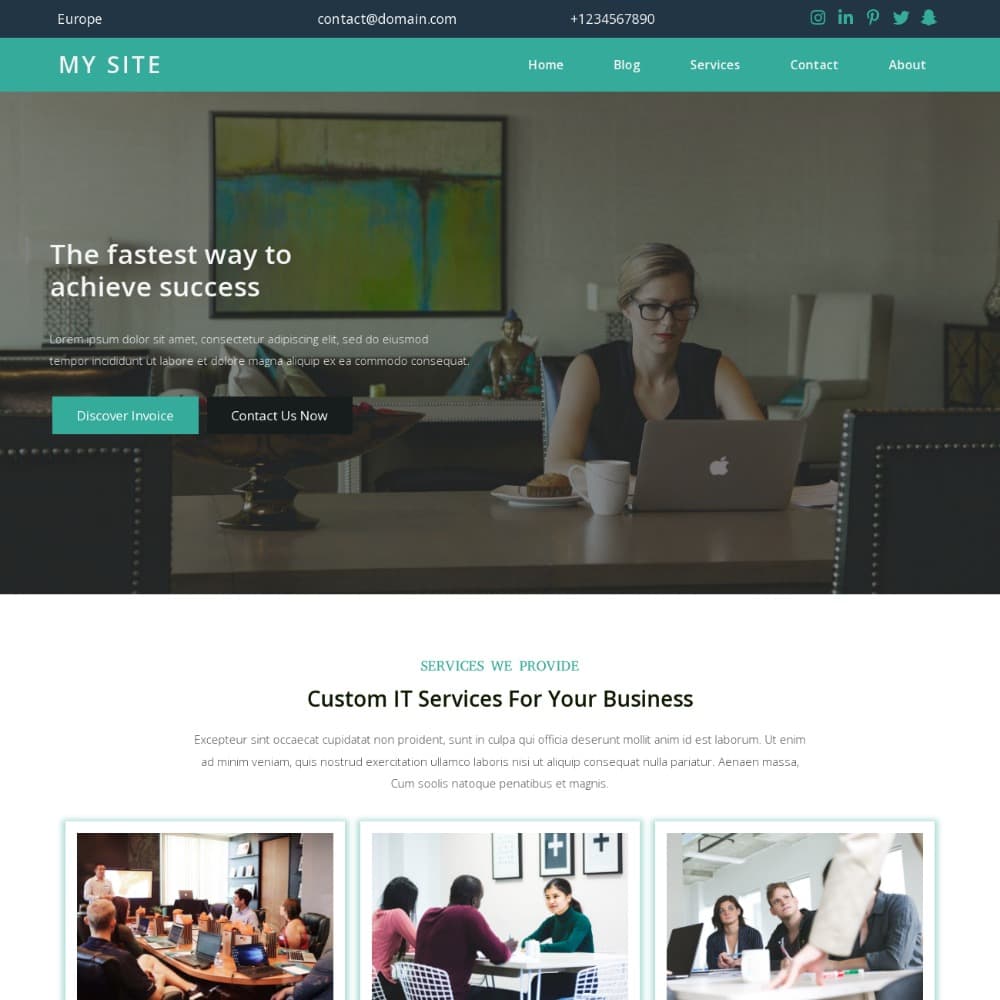 Europe contact@domain.com +1234567890
MY SITE Home Blog Services Contact About
The fastest way to
achieve success
Lorem ipsum dolor sit amet, consectetur adipiscing elit, sed do eiusmod
tempor incididunt ut labore et dolore magna aliquip ex ea commodo consequat.
Discover Invoice Contact Us Now
SERVICES WE PROVIDE
Custom IT Services For Your Business
Excepteur sint occaecat cupidatat non proident, sunt in culpa qui officia deserunt mollit anim id est laborum. Ut enim
ad minim veniam, quis nostrud exercitation ullamco laboris nisi ut aliquip consequat nulla pariatur. Aenaen massa,
Cum soolis natoque penatibus et magnis.